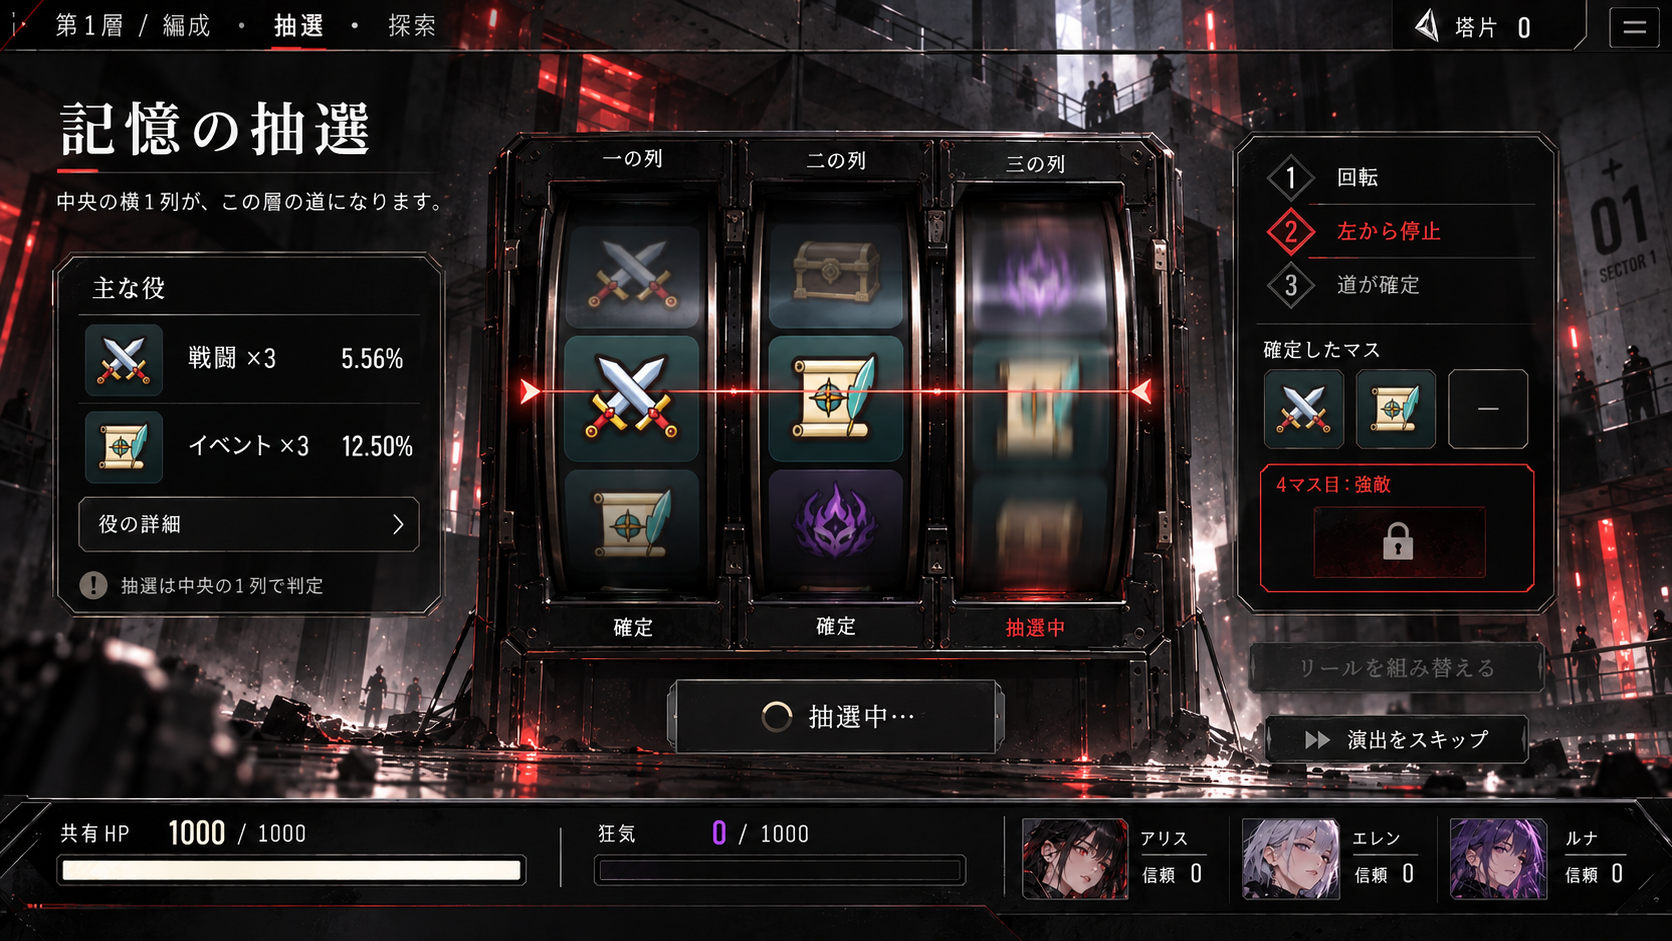 第1層 / 編成 • 抽選 • 探索
塔片 0
記憶の抽選
中央の横1列が、この層の道になります。
主な役
戦闘 ×3 5.56%
イベント ×3 12.50%
役の詳細
! 抽選は中央の1列で判定
一の列
二の列
三の列
確定
確定
抽選中
抽選中…
1 回転
2 左から停止
3 道が確定
確定したマス
—
4マス目：強敵
リールを組み替える
演出をスキップ
+
01
SECTOR 1
共有HP 1000 / 1000
狂気 0 / 1000
アリス
信頼 0
エレン
信頼 0
ルナ
信頼 0